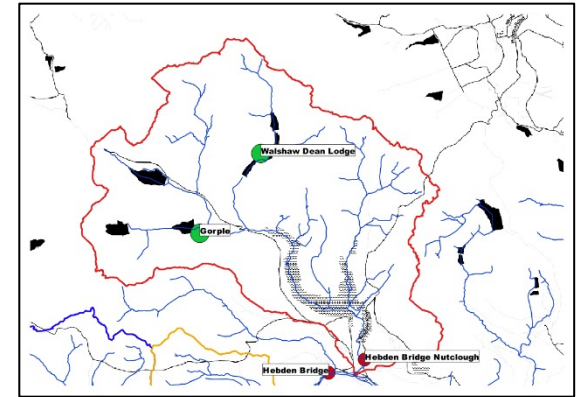 Walshaw Dean Lodge
Gorple
Hebden Bridge Nutclough
Hebden Bridge